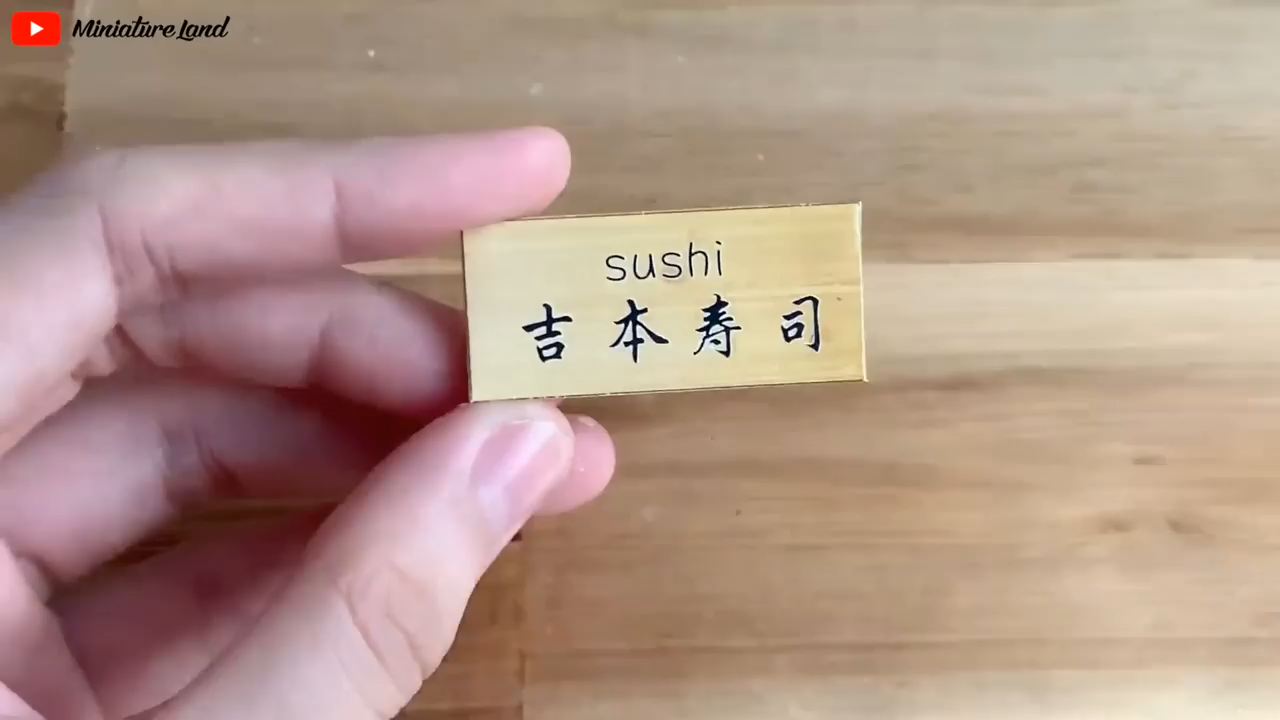 Miniature Land
sushi
吉本寿司